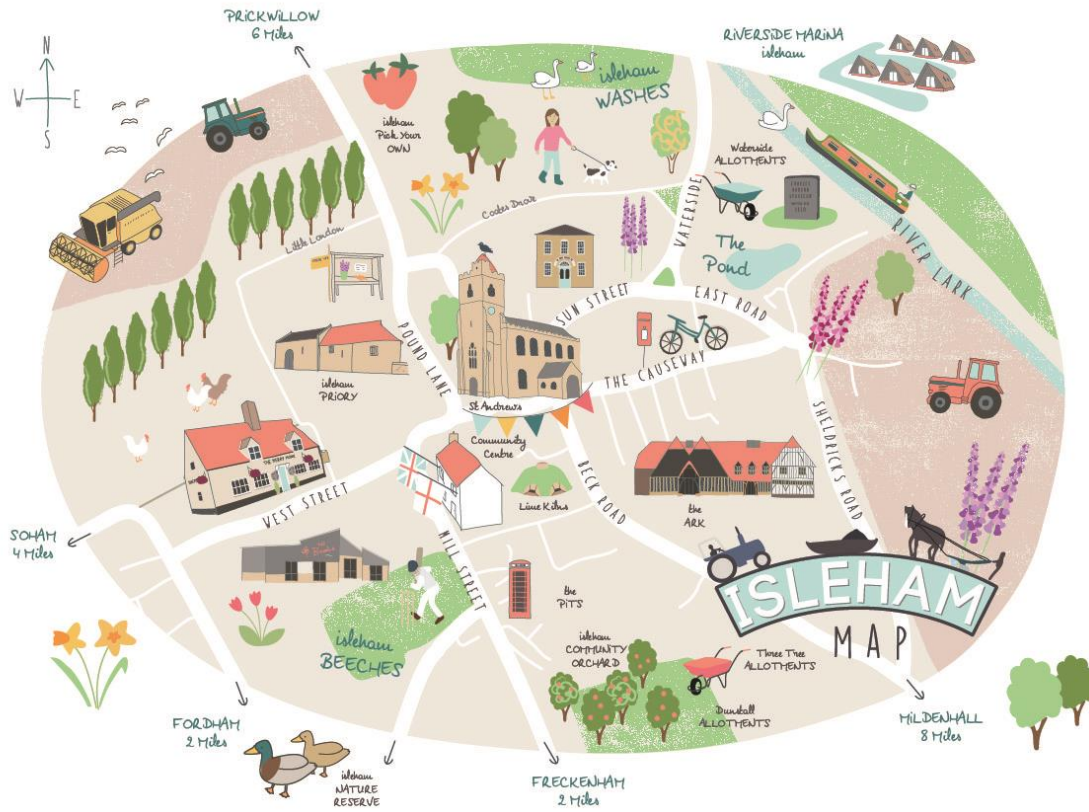 PRiCKWiLLOW
6 Miles
RiVERSiDE MARiNA
isleham
N
W E
S
isleham
WASHES
isleham
Pick Your
OWN
Waterside
ALLOTMENTS
Cootes Drove
WATERSIDE
Little London
The
Pond
RIVER LARK
SUN STREET
EAST ROAD
POUND LANE
THE CAUSEWAY
isleham
PRiORY
St Andrews
Community
Centre
SHELDRICKS ROAD
BECK ROAD
Lime Kilns
the
ARK
WEST STREET
SOHAM
4 Miles
MILL STREET
the
PiTS
ISLEHAM
MAP
isleham
BEECHES
isleham
COMMUNiTY
ORCHARD
Three Tree
ALLOTMENTS
Dunstall
ALLOTMENTS
FORDHAM
2 Miles
MiLDENHALL
8 Miles
isleham
NATURE
RESERVE
FRECKENHAM
2 Miles